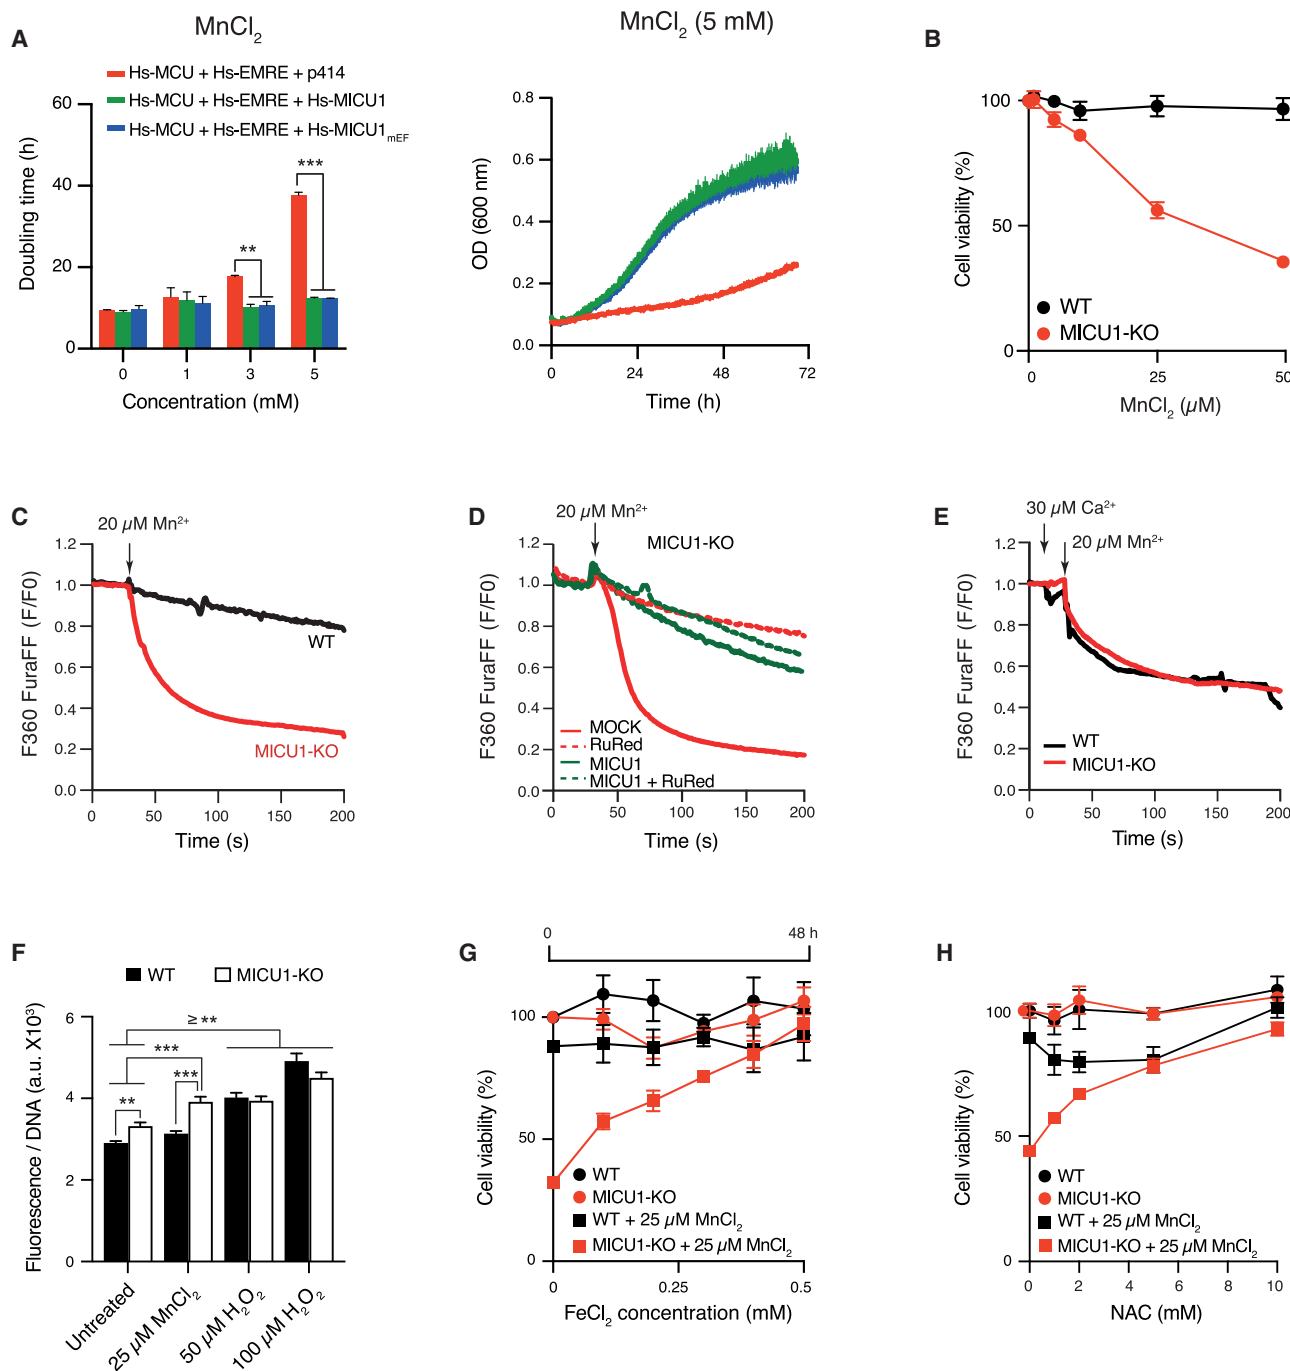 A
MnCl2
Hs-MCU + Hs-EMRE + p414
Hs-MCU + Hs-EMRE + Hs-MICU1
Hs-MCU + Hs-EMRE + Hs-MICU1mEF
Doubling time (h)
60
40
20
0
**
***
0 1 3 5
Concentration (mM)
MnCl2 (5 mM)
OD (600 nm)
0.8
0.6
0.4
0.2
0.0
0 24 48 72
Time (h)
B
Cell viability (%)
100
50
0
WT
MICU1-KO
0 25 50
MnCl2 (µM)
C
20 µM Mn2+
F360 FuraFF (F/F0)
1.2
1.0
0.8
0.6
0.4
0.2
0.0
WT
MICU1-KO
0 50 100 150 200
Time (s)
D
20 µM Mn2+
MICU1-KO
F360 FuraFF (F/F0)
1.2
1.0
0.8
0.6
0.4
0.2
0.0
MOCK
RuRed
MICU1
MICU1 + RuRed
0 50 100 150 200
Time (s)
E
30 µM Ca2+
20 µM Mn2+
F360 FuraFF (F/F0)
1.2
1.0
0.8
0.6
0.4
0.2
0.0
WT
MICU1-KO
0 50 100 150 200
Time (s)
F
WT MICU1-KO
Fluorescence / DNA (a.u. X10³)
6
4
2
0
≥ **
***
***
**
Untreated
25 µM MnCl2
50 µM H2O2
100 µM H2O2
G
0 48 h
Cell viability (%)
100
50
0
WT
MICU1-KO
WT + 25 µM MnCl2
MICU1-KO + 25 µM MnCl2
0 0.25 0.5
FeCl2 concentration (mM)
H
Cell viability (%)
100
50
0
WT
MICU1-KO
WT + 25 µM MnCl2
MICU1-KO + 25 µM MnCl2
0 2 4 6 8 10
NAC (mM)